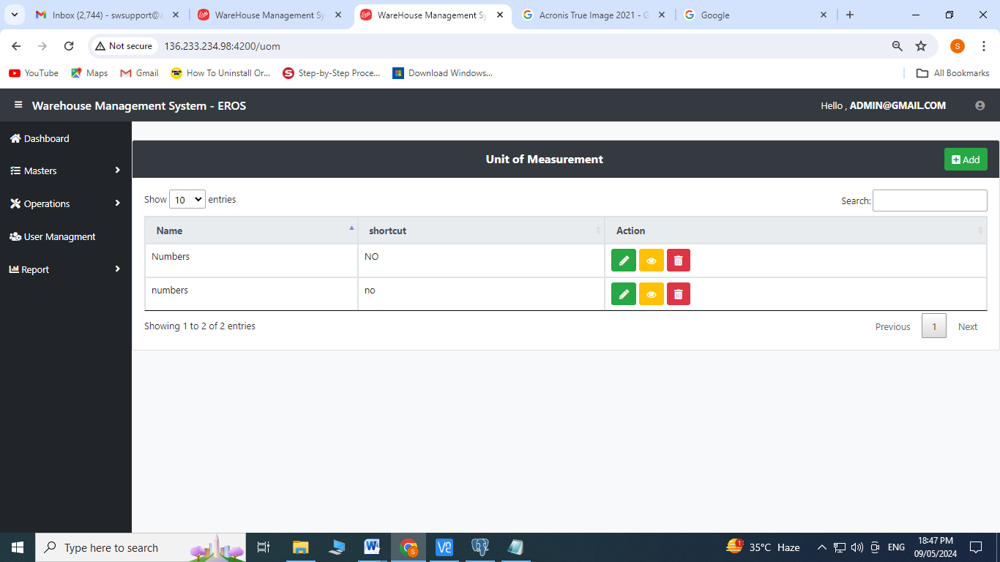 Inbox (2,744) - swsupport@a
WareHouse Management Sy
WareHouse Management Sy
Acronis True Image 2021 - G
Google
Not secure 136.233.234.98:4200/uom
S
YouTube Maps Gmail How To Uninstall Or... Step-by-Step Proce... Download Windows... All Bookmarks
Warehouse Management System - EROS
Hello , ADMIN@GMAIL.COM
Dashboard
Masters
Operations
User Managment
Report
Unit of Measurement
Add
Show 10 entries
Search:
Name shortcut Action
Numbers NO
numbers no
Showing 1 to 2 of 2 entries
Previous 1 Next
Type here to search
35°C Haze
ENG
18:47 PM
09/05/2024